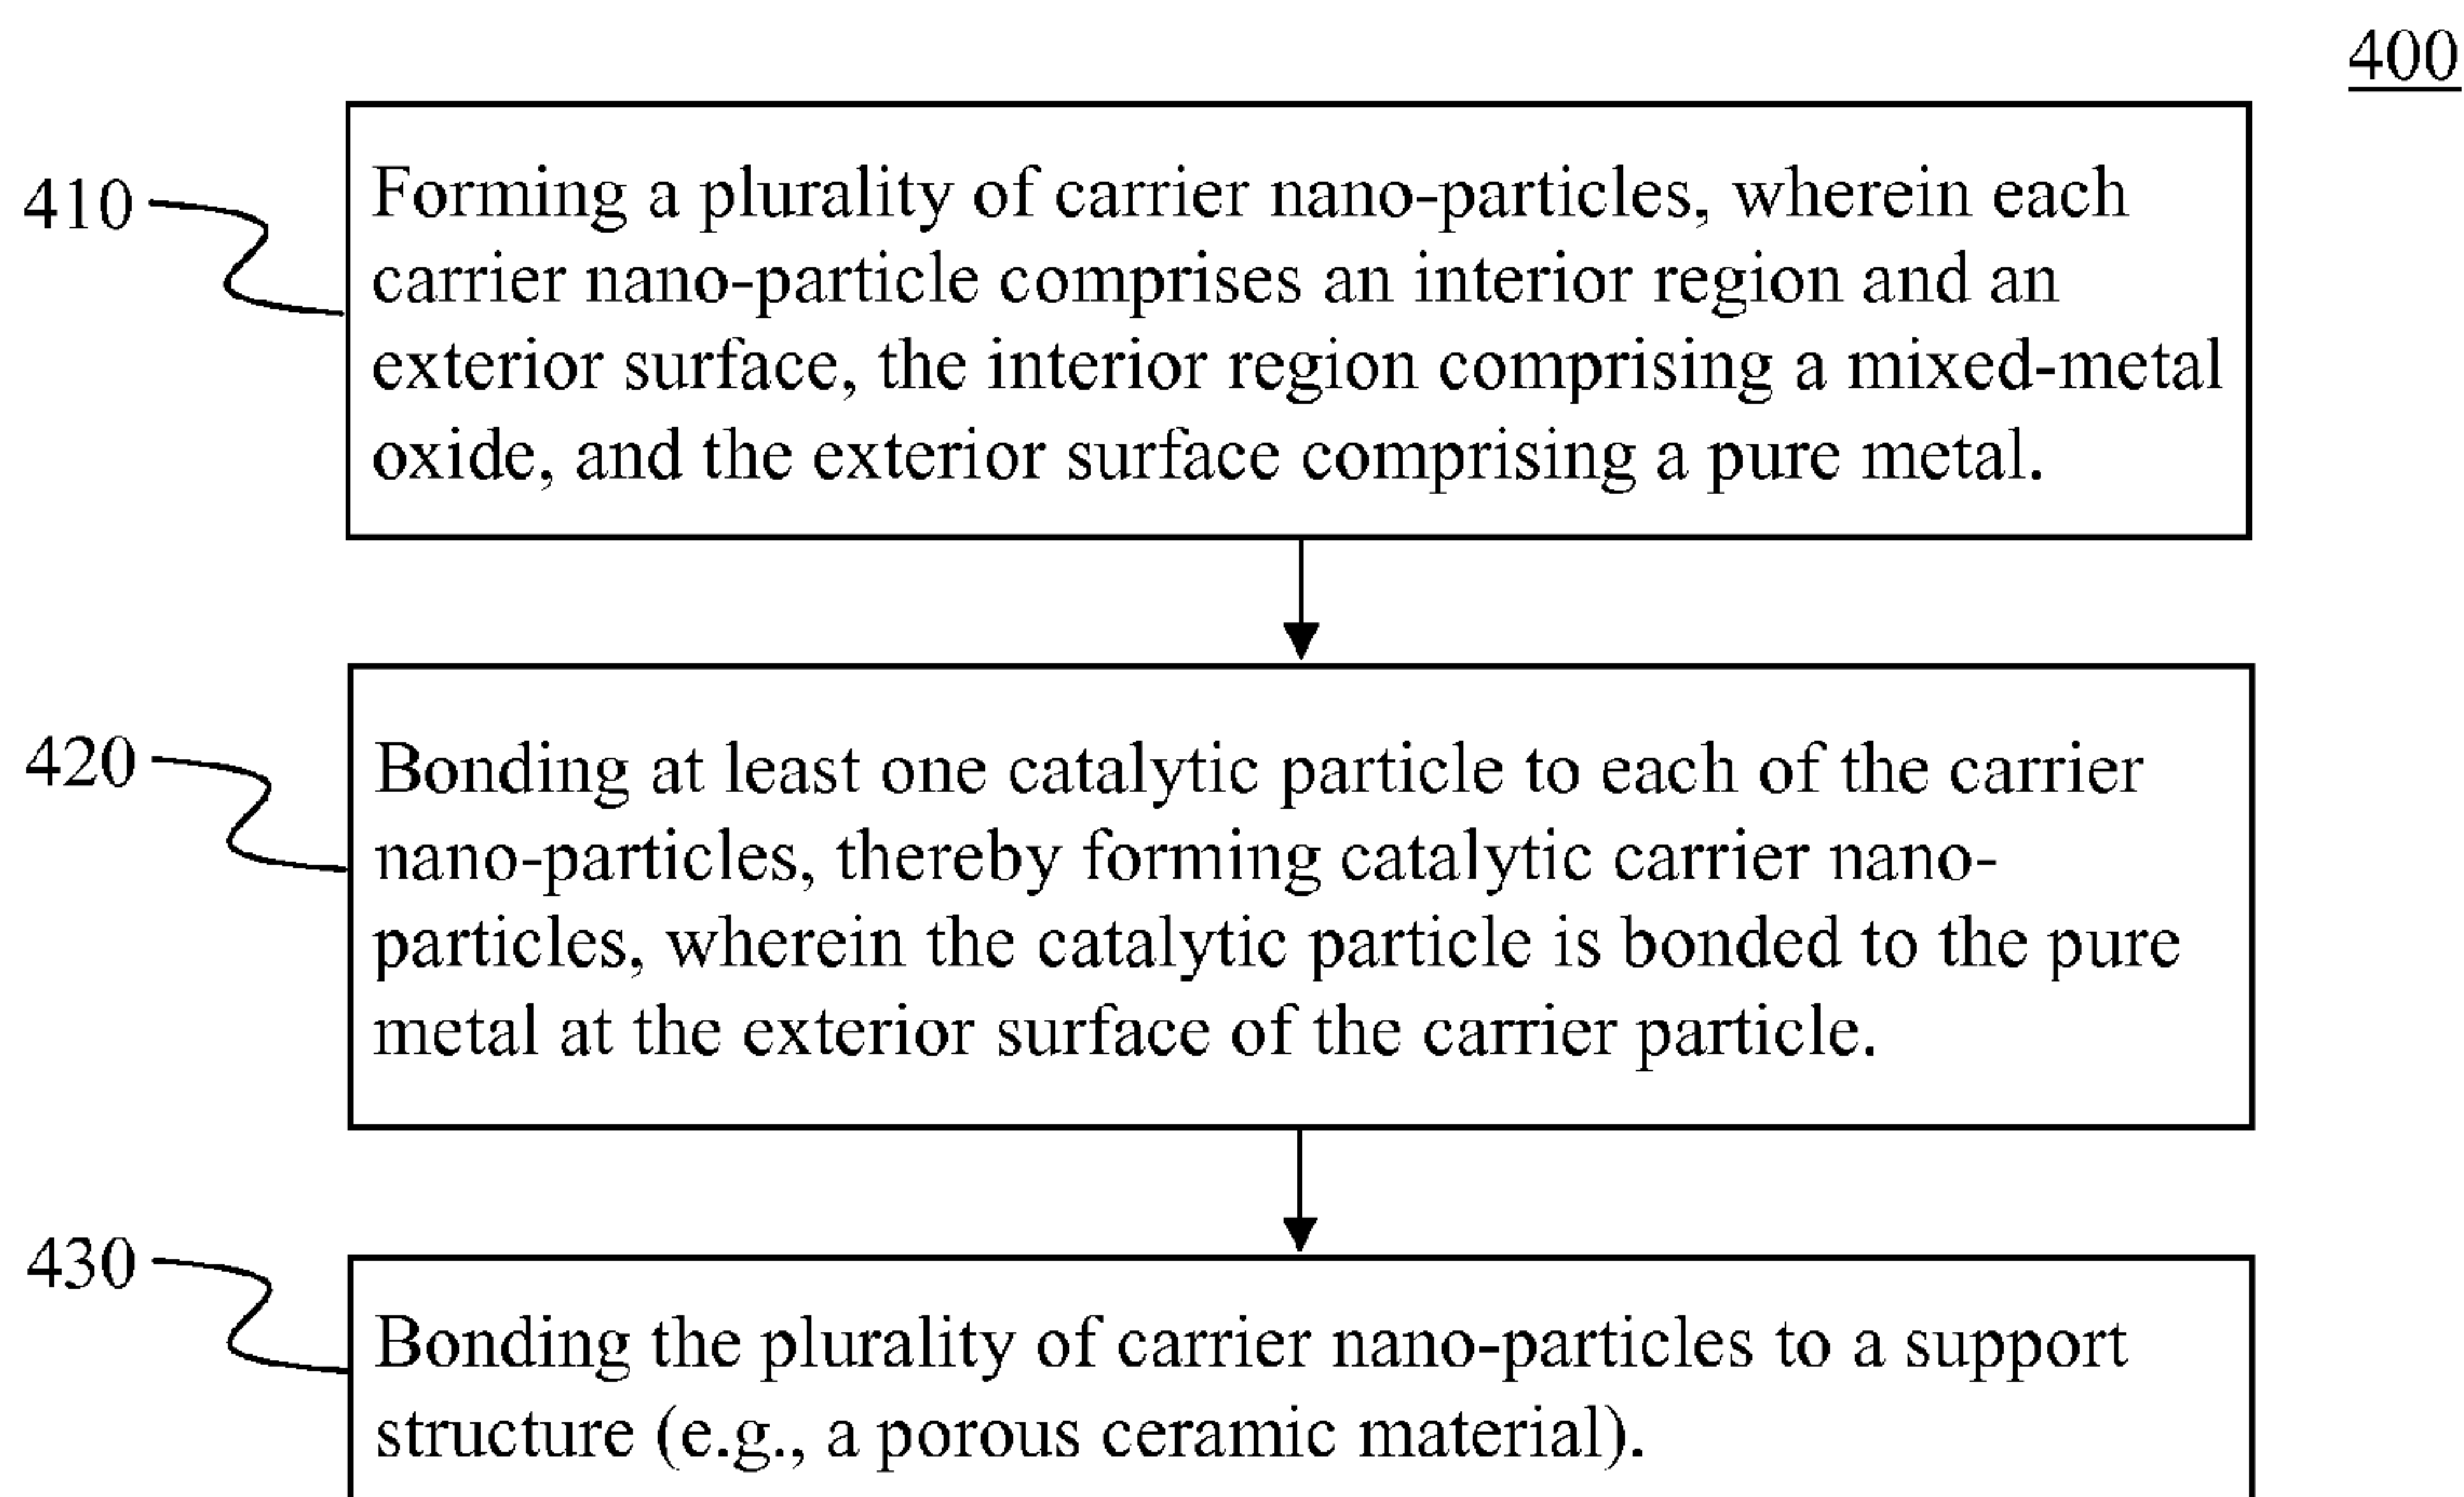 400
410
Forming a plurality of carrier nano-particles, wherein each
carrier nano-particle comprises an interior region and an
exterior surface, the interior region comprising a mixed-metal
oxide, and the exterior surface comprising a pure metal.
420
Bonding at least one catalytic particle to each of the carrier
nano-particles, thereby forming catalytic carrier nano-
particles, wherein the catalytic particle is bonded to the pure
metal at the exterior surface of the carrier particle.
430
Bonding the plurality of carrier nano-particles to a support
structure (e.g., a porous ceramic material).